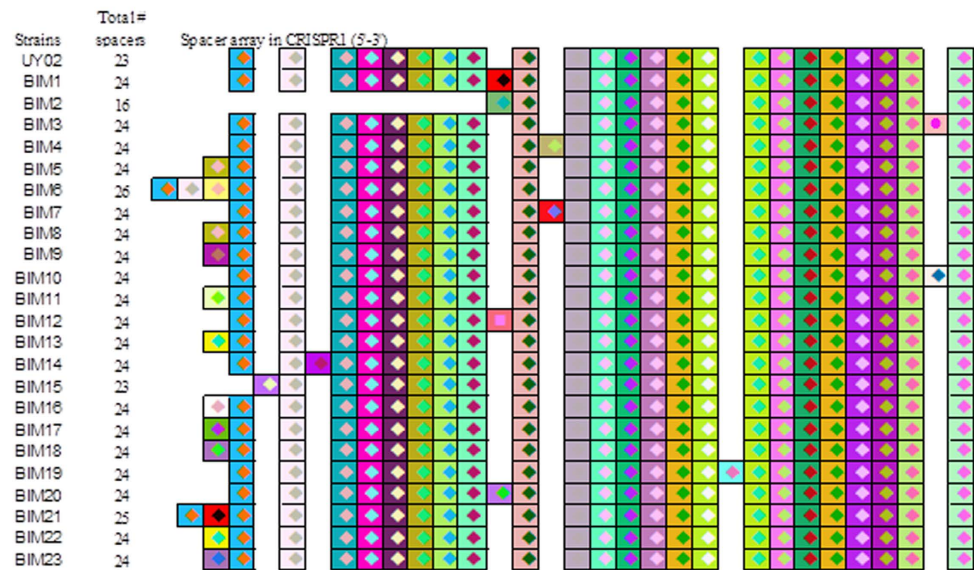 Total #
Strains spacers Spacer array in CRISPR1 (5'-3')
UY02 23
BIM1 24
BIM2 16
BIM3 24
BIM4 24
BIM5 24
BIM6 26
BIM7 24
BIM8 24
BIM9 24
BIM10 24
BIM11 24
BIM12 24
BIM13 24
BIM14 24
BIM15 23
BIM16 24
BIM17 24
BIM18 24
BIM19 24
BIM20 24
BIM21 25
BIM22 24
BIM23 24